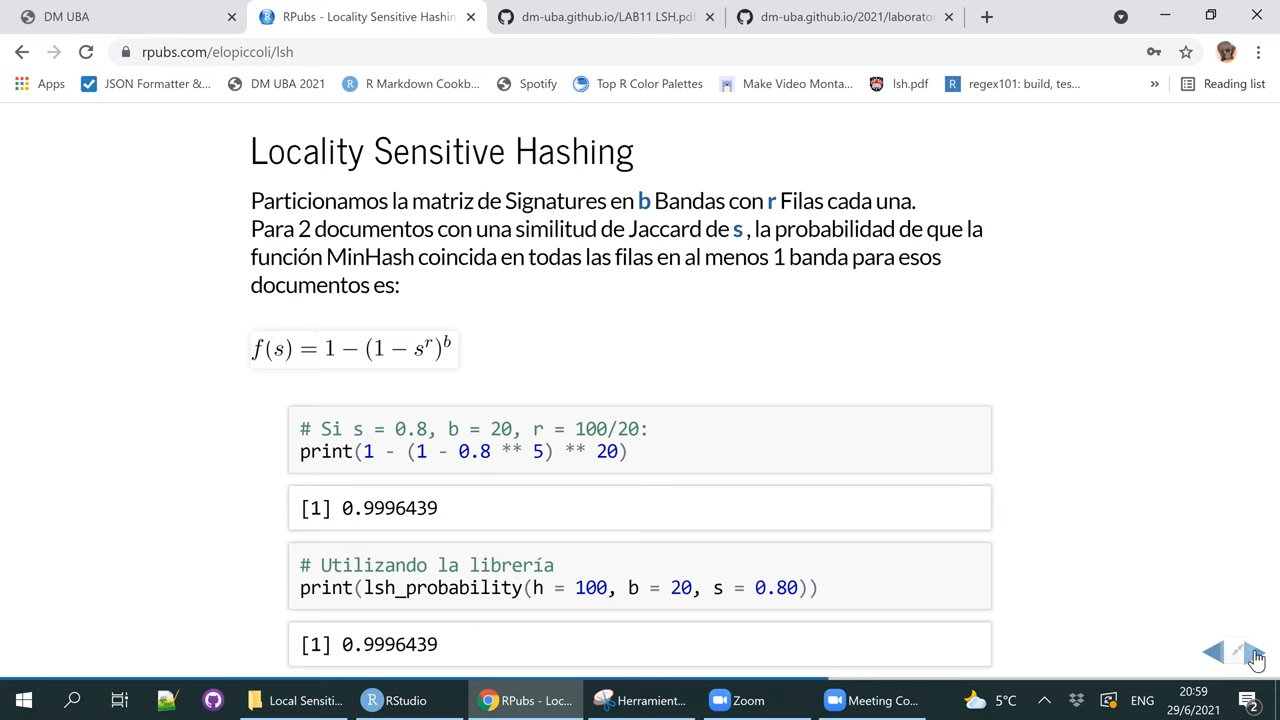 DM UBA
RPubs - Locality Sensitive Hashing
dm-uba.github.io/LAB11 LSH.pdf
dm-uba.github.io/2021/laborator
rpubs.com/elopiccoli/lsh
Apps
JSON Formatter &...
DM UBA 2021
R Markdown Cookb...
Spotify
Top R Color Palettes
Make Video Monta...
lsh.pdf
regex101: build, tes...
»
Reading list
Locality Sensitive Hashing
Particionamos la matriz de Signatures en b Bandas con r Filas cada una.
Para 2 documentos con una similitud de Jaccard de s , la probabilidad de que la
función MinHash coincida en todas las filas en al menos 1 banda para esos
documentos es:
f(s) = 1 − (1 − s^r)^b
# Si s = 0.8, b = 20, r = 100/20:
print(1 - (1 - 0.8 ** 5) ** 20)
[1] 0.9996439
# Utilizando la librería
print(lsh_probability(h = 100, b = 20, s = 0.80))
[1] 0.9996439
Local Sensiti...
RStudio
RPubs - Loc...
Herramient...
Zoom
Meeting Co...
5°C
ENG
20:59
29/6/2021
2